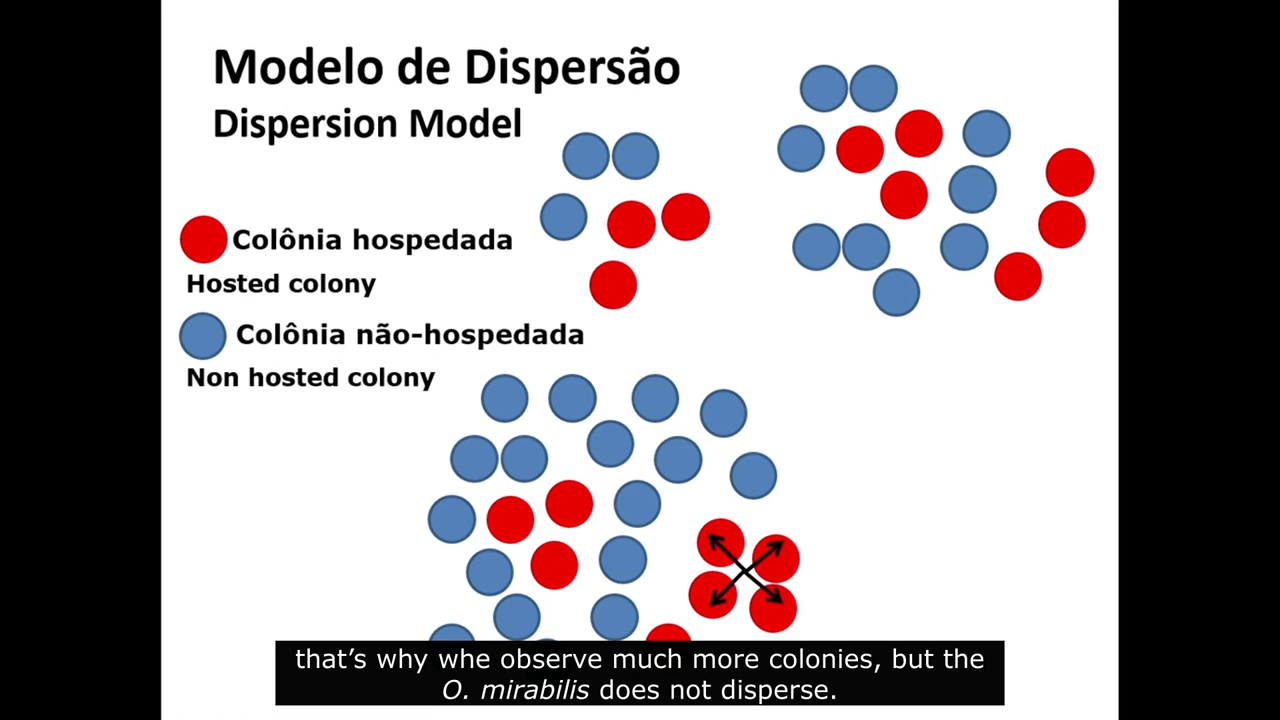 Modelo de Dispersão
Dispersion Model
Colônia hospedada
Hosted colony
Colônia não-hospedada
Non hosted colony
that’s why whe observe much more colonies, but the
O. mirabilis does not disperse.